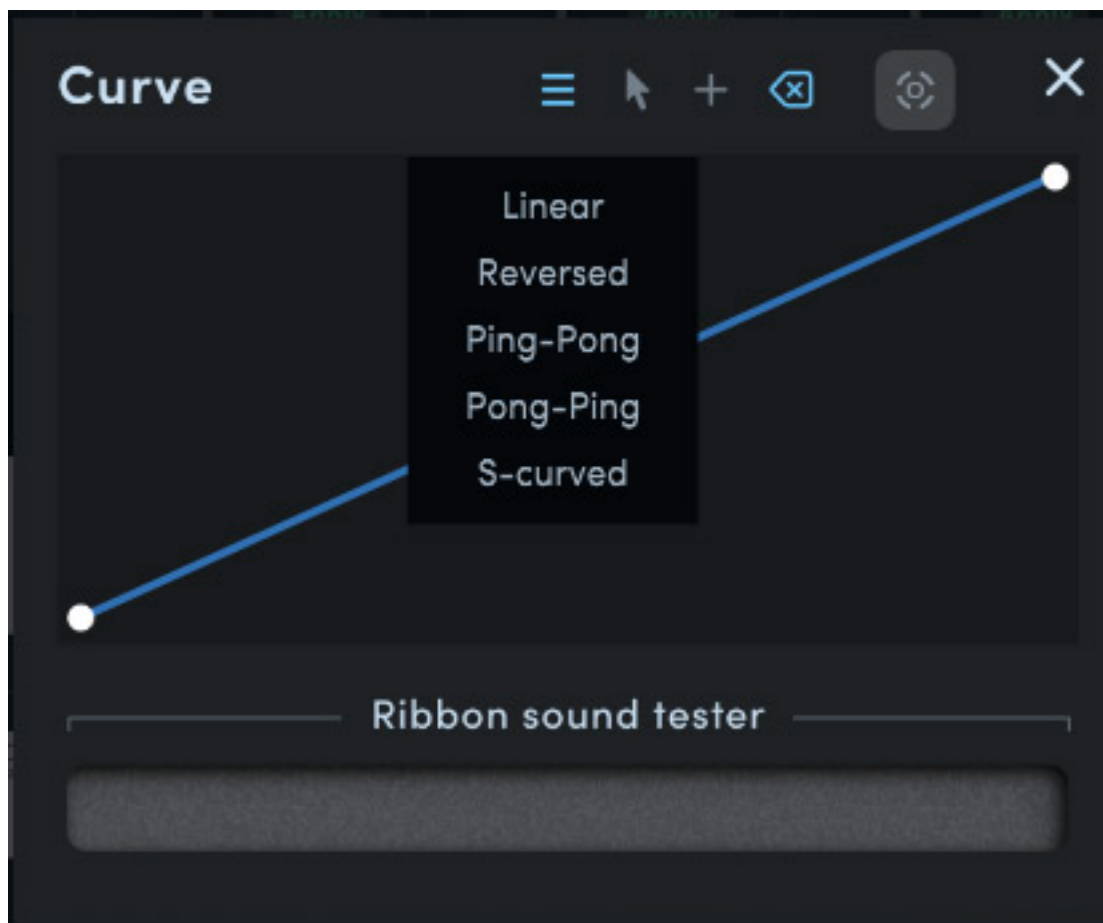 Curve
Linear
Reversed
Ping-Pong
Pong-Ping
S-curved
Ribbon sound tester